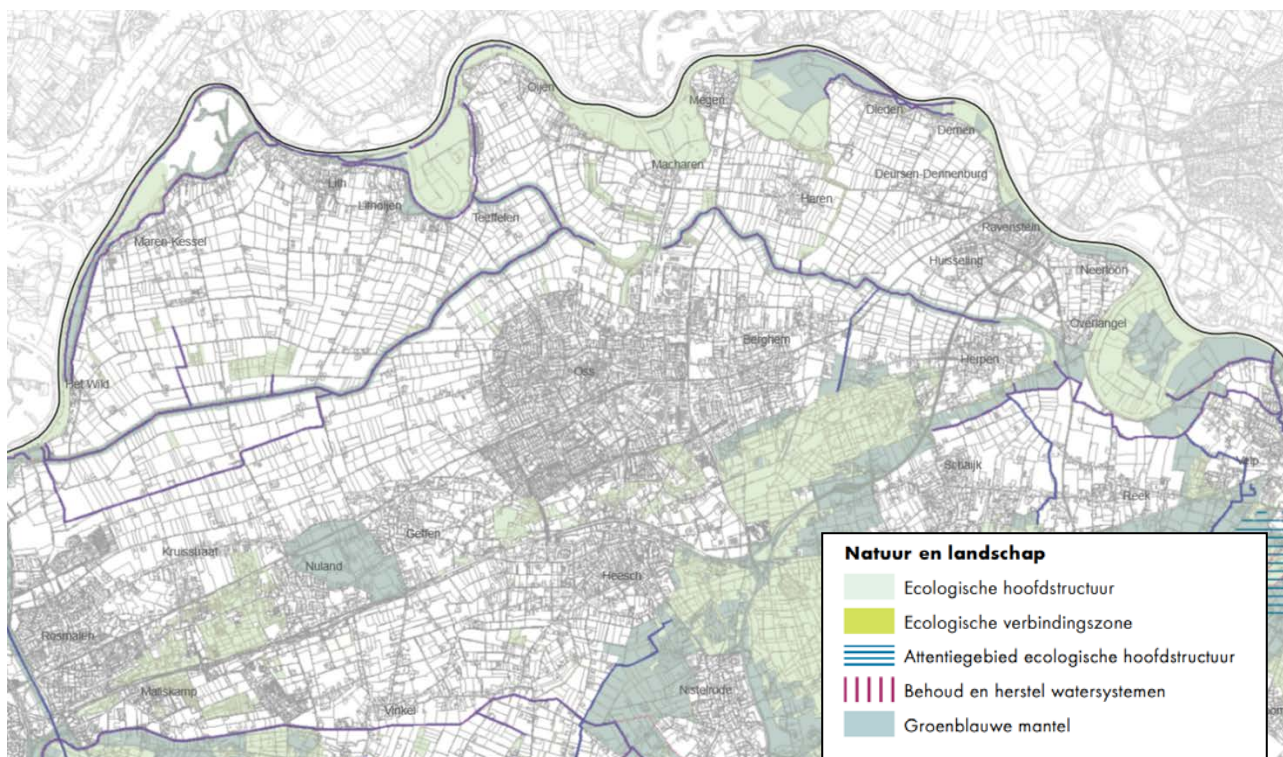 Oijen
Megen
Dieden
Demen
Macharen
Deursen-Dennenburg
Lith
Haren
Lithoijen
Teeffelen
Ravenstein
Maren-Kessel
Huisseling
Neerloon
Overlangel
Berghem
Herpen
Oss
Het Wild
Schaijk
Reek
Geffen
Kruisstraat
Nuland
Heesch
Rosmalen
Maliskamp
Nistelrode
Vinkel
Natuur en landschap
Ecologische hoofdstructuur
Ecologische verbindingszone
Attentiegebied ecologische hoofdstructuur
Behoud en herstel watersystemen
Groenblauwe mantel